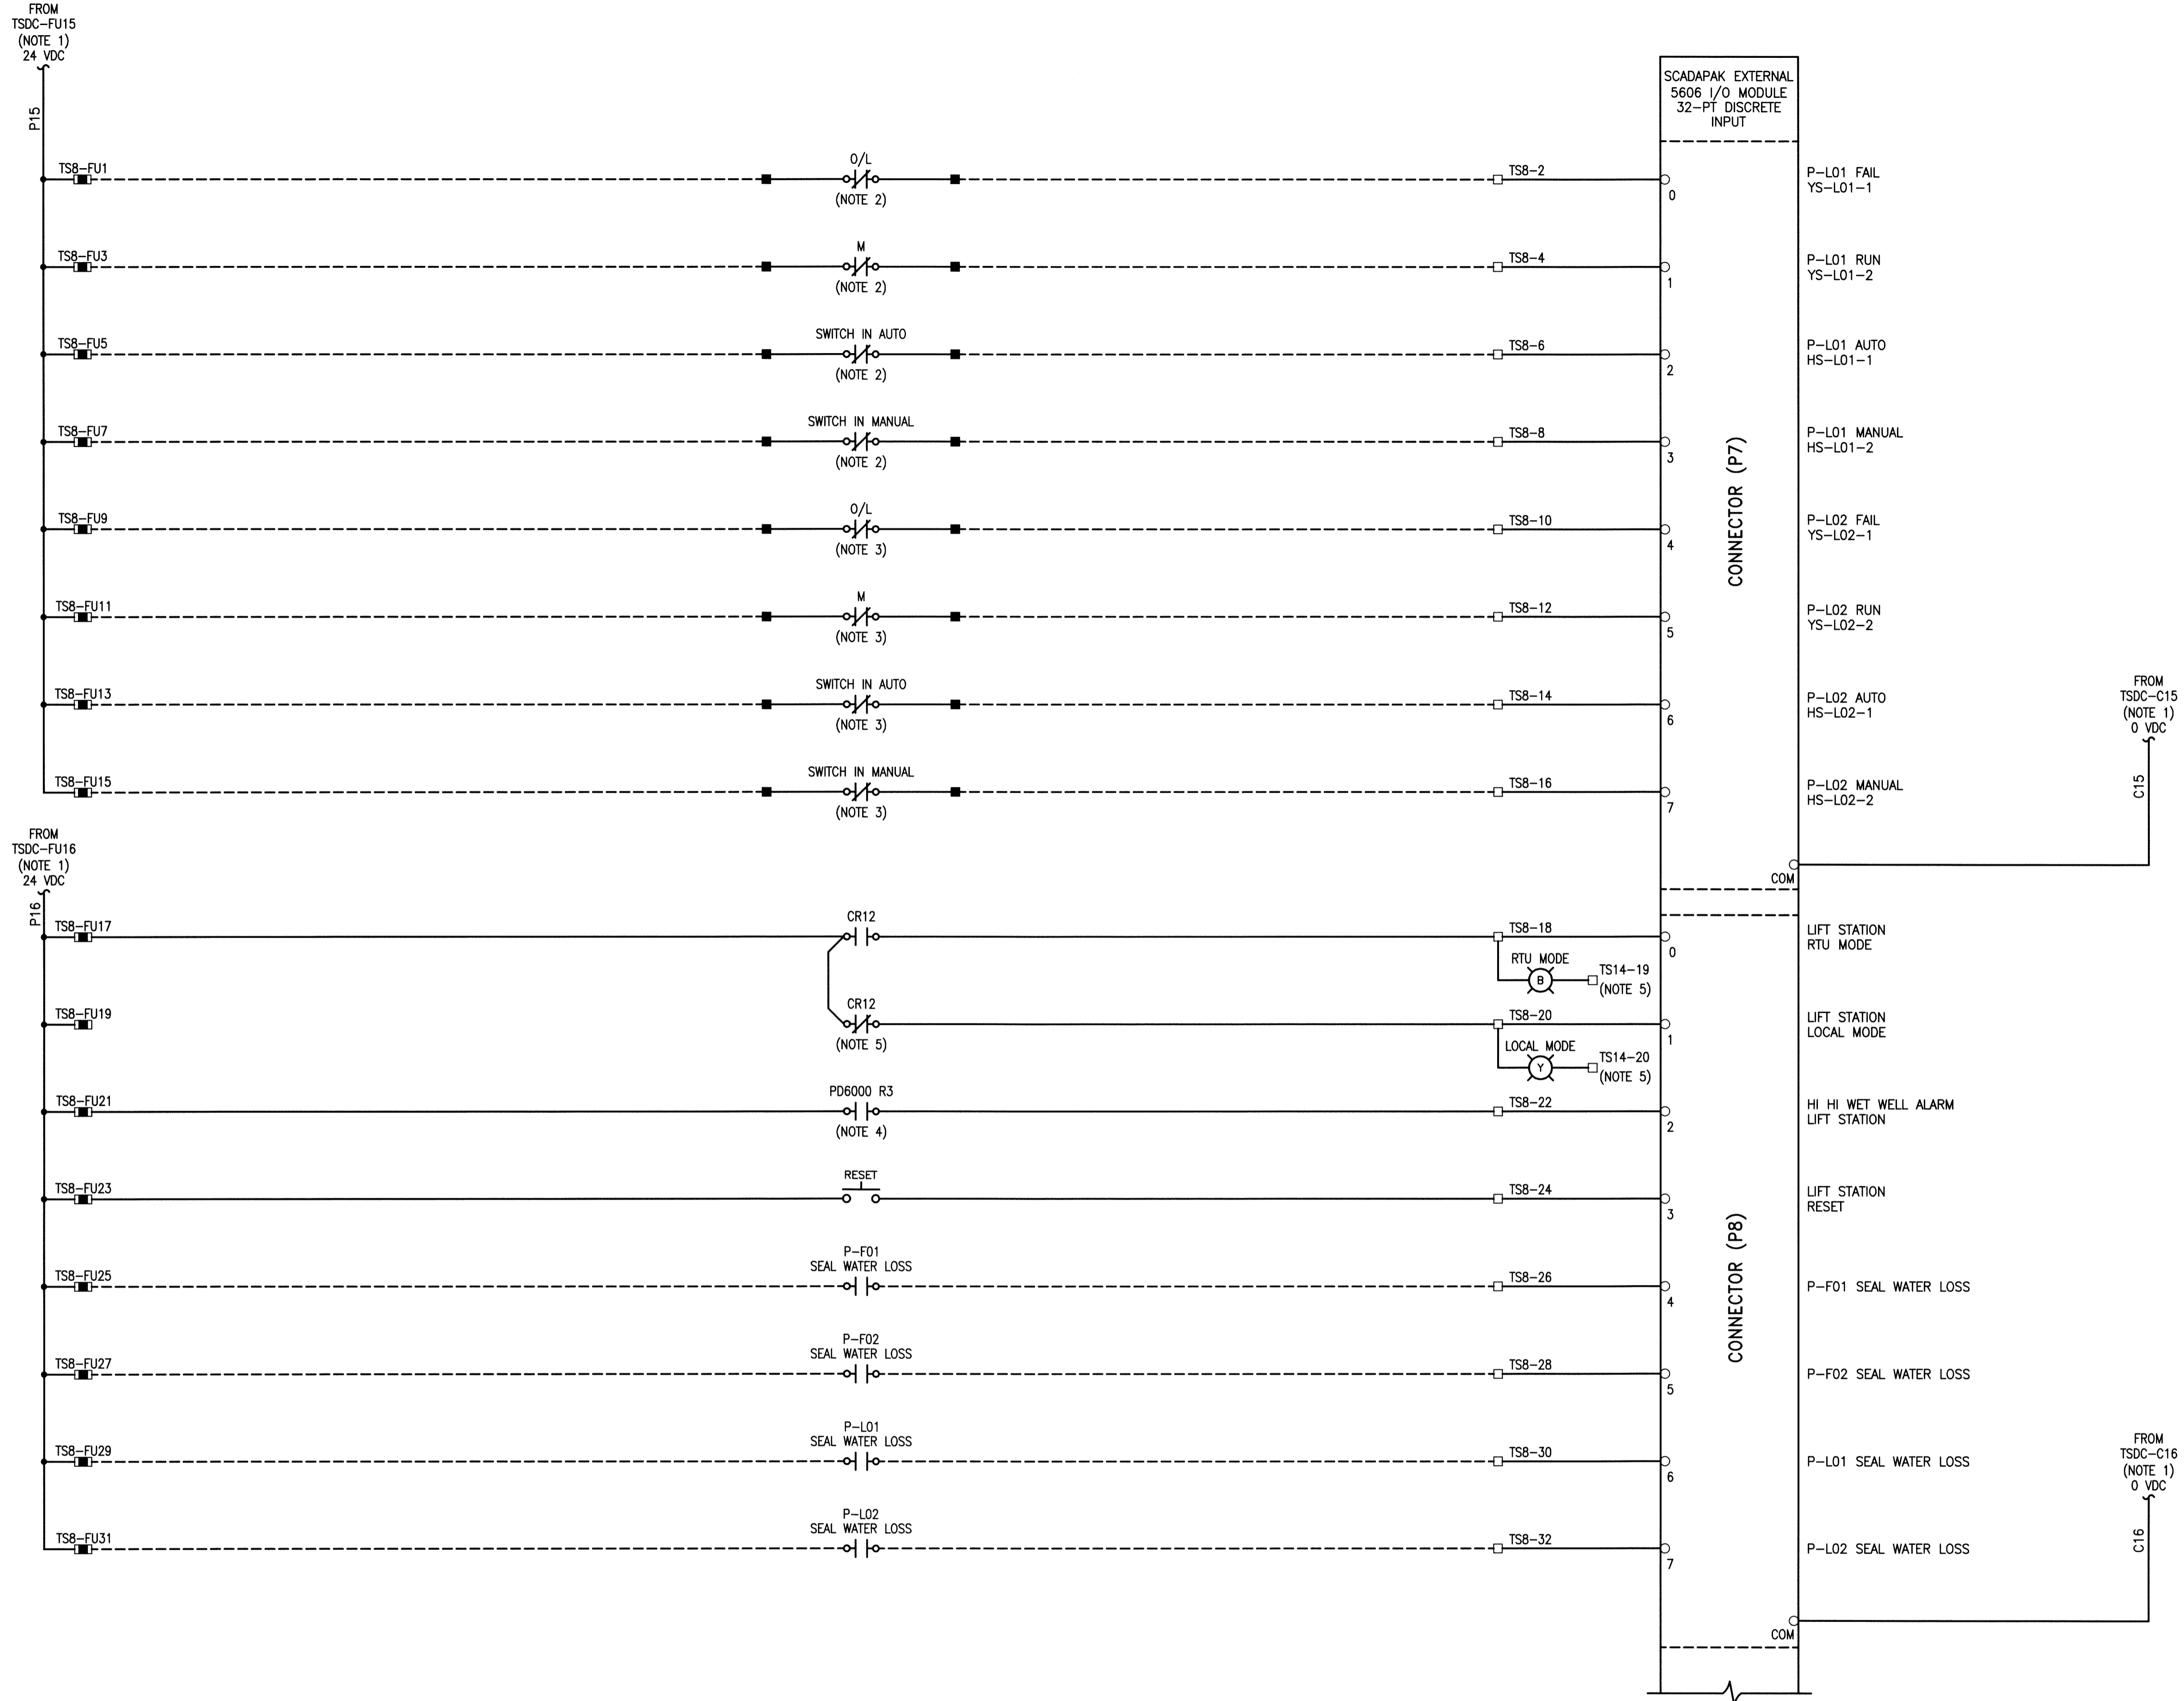 FROM
TSDC-FU15
(NOTE 1)
24 VDC
P15
SCADAPAK EXTERNAL
5606 I/O MODULE
32-PT DISCRETE
INPUT
TS8-FU1
O/L
(NOTE 2)
TS8-2
0
P-L01 FAIL
YS-L01-1
TS8-FU3
M
(NOTE 2)
TS8-4
1
P-L01 RUN
YS-L01-2
TS8-FU5
SWITCH IN AUTO
(NOTE 2)
TS8-6
2
P-L01 AUTO
HS-L01-1
TS8-FU7
SWITCH IN MANUAL
(NOTE 2)
TS8-8
3
P-L01 MANUAL
HS-L01-2
CONNECTOR (P7)
TS8-FU9
O/L
(NOTE 3)
TS8-10
4
P-L02 FAIL
YS-L02-1
TS8-FU11
M
(NOTE 3)
TS8-12
5
P-L02 RUN
YS-L02-2
TS8-FU13
SWITCH IN AUTO
(NOTE 3)
TS8-14
6
P-L02 AUTO
HS-L02-1
TS8-FU15
SWITCH IN MANUAL
(NOTE 3)
TS8-16
7
P-L02 MANUAL
HS-L02-2
FROM
TSDC-C15
(NOTE 1)
0 VDC
C15
COM
FROM
TSDC-FU16
(NOTE 1)
24 VDC
P16
TS8-FU17
CR12
TS8-18
0
LIFT STATION
RTU MODE
RTU MODE
B
TS14-19
(NOTE 5)
TS8-FU19
CR12
(NOTE 5)
TS8-20
1
LIFT STATION
LOCAL MODE
LOCAL MODE
Y
TS14-20
(NOTE 5)
TS8-FU21
PD6000 R3
(NOTE 4)
TS8-22
2
HI HI WET WELL ALARM
LIFT STATION
TS8-FU23
RESET
TS8-24
3
LIFT STATION
RESET
CONNECTOR (P8)
TS8-FU25
P-F01
SEAL WATER LOSS
TS8-26
4
P-F01 SEAL WATER LOSS
TS8-FU27
P-F02
SEAL WATER LOSS
TS8-28
5
P-F02 SEAL WATER LOSS
TS8-FU29
P-L01
SEAL WATER LOSS
TS8-30
6
P-L01 SEAL WATER LOSS
TS8-FU31
P-L02
SEAL WATER LOSS
TS8-32
7
P-L02 SEAL WATER LOSS
FROM
TSDC-C16
(NOTE 1)
0 VDC
C16
COM